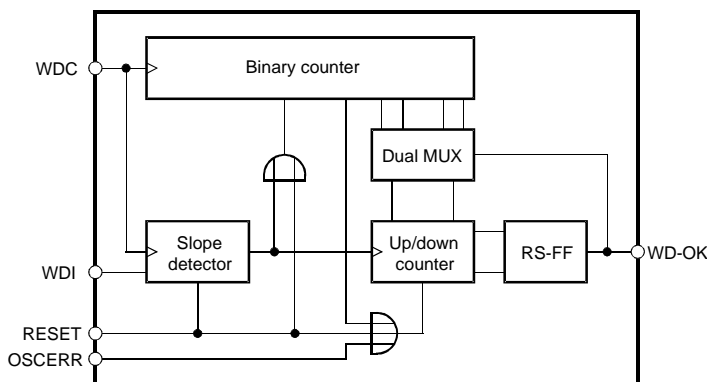 WDC
Binary counter
Dual MUX
Slope
detector
Up/down
counter
RS-FF
WD-OK
WDI
RESET
OSCERR